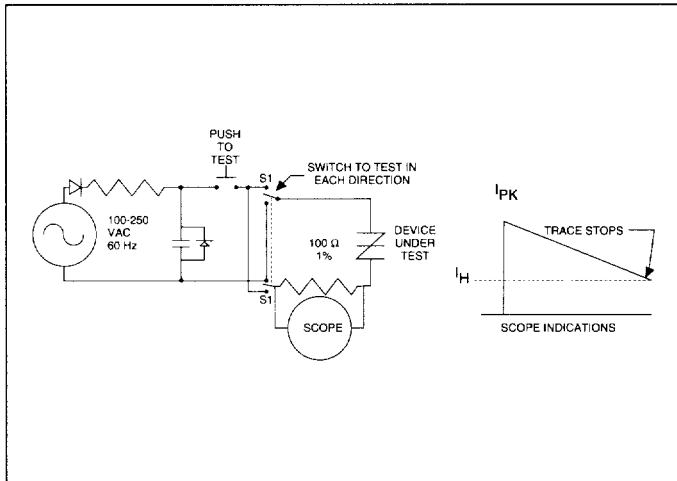 PUSH
TO
TEST
S1
SWITCH TO TEST IN
EACH DIRECTION
100-250
VAC
60 Hz
100 Ω
1%
DEVICE
UNDER
TEST
S1
SCOPE
IPK
TRACE STOPS
IH
SCOPE INDICATIONS